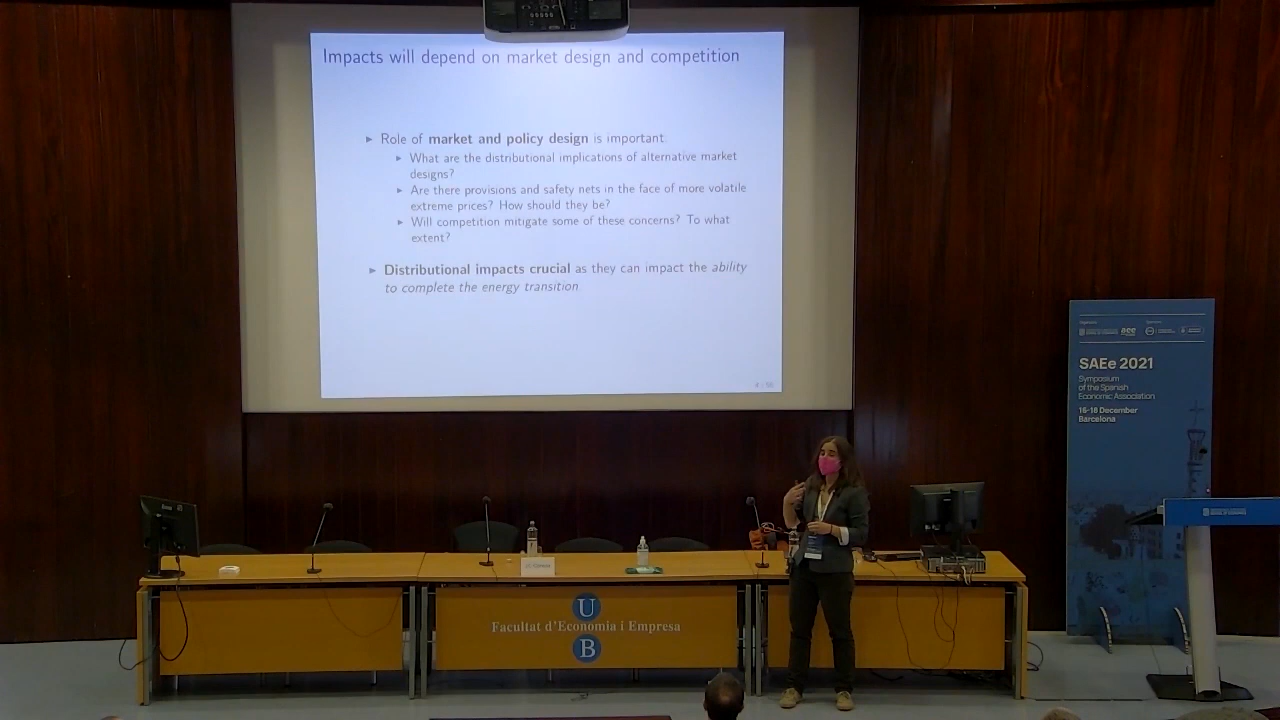 Impacts will depend on market design and competition
Role of market and policy design is important
What are the distributional implications of alternative market
designs?
Are there provisions and safety nets in the face of more volatile
extreme prices? How should they be?
Will competition mitigate some of these concerns? To what
extent?
Distributional impacts crucial as they can impact the ability
to complete the energy transition
SAEe 2021
Symposium
of the Spanish
Economic Association
16-18 December
Barcelona
U
Facultat d'Economia i Empresa
B